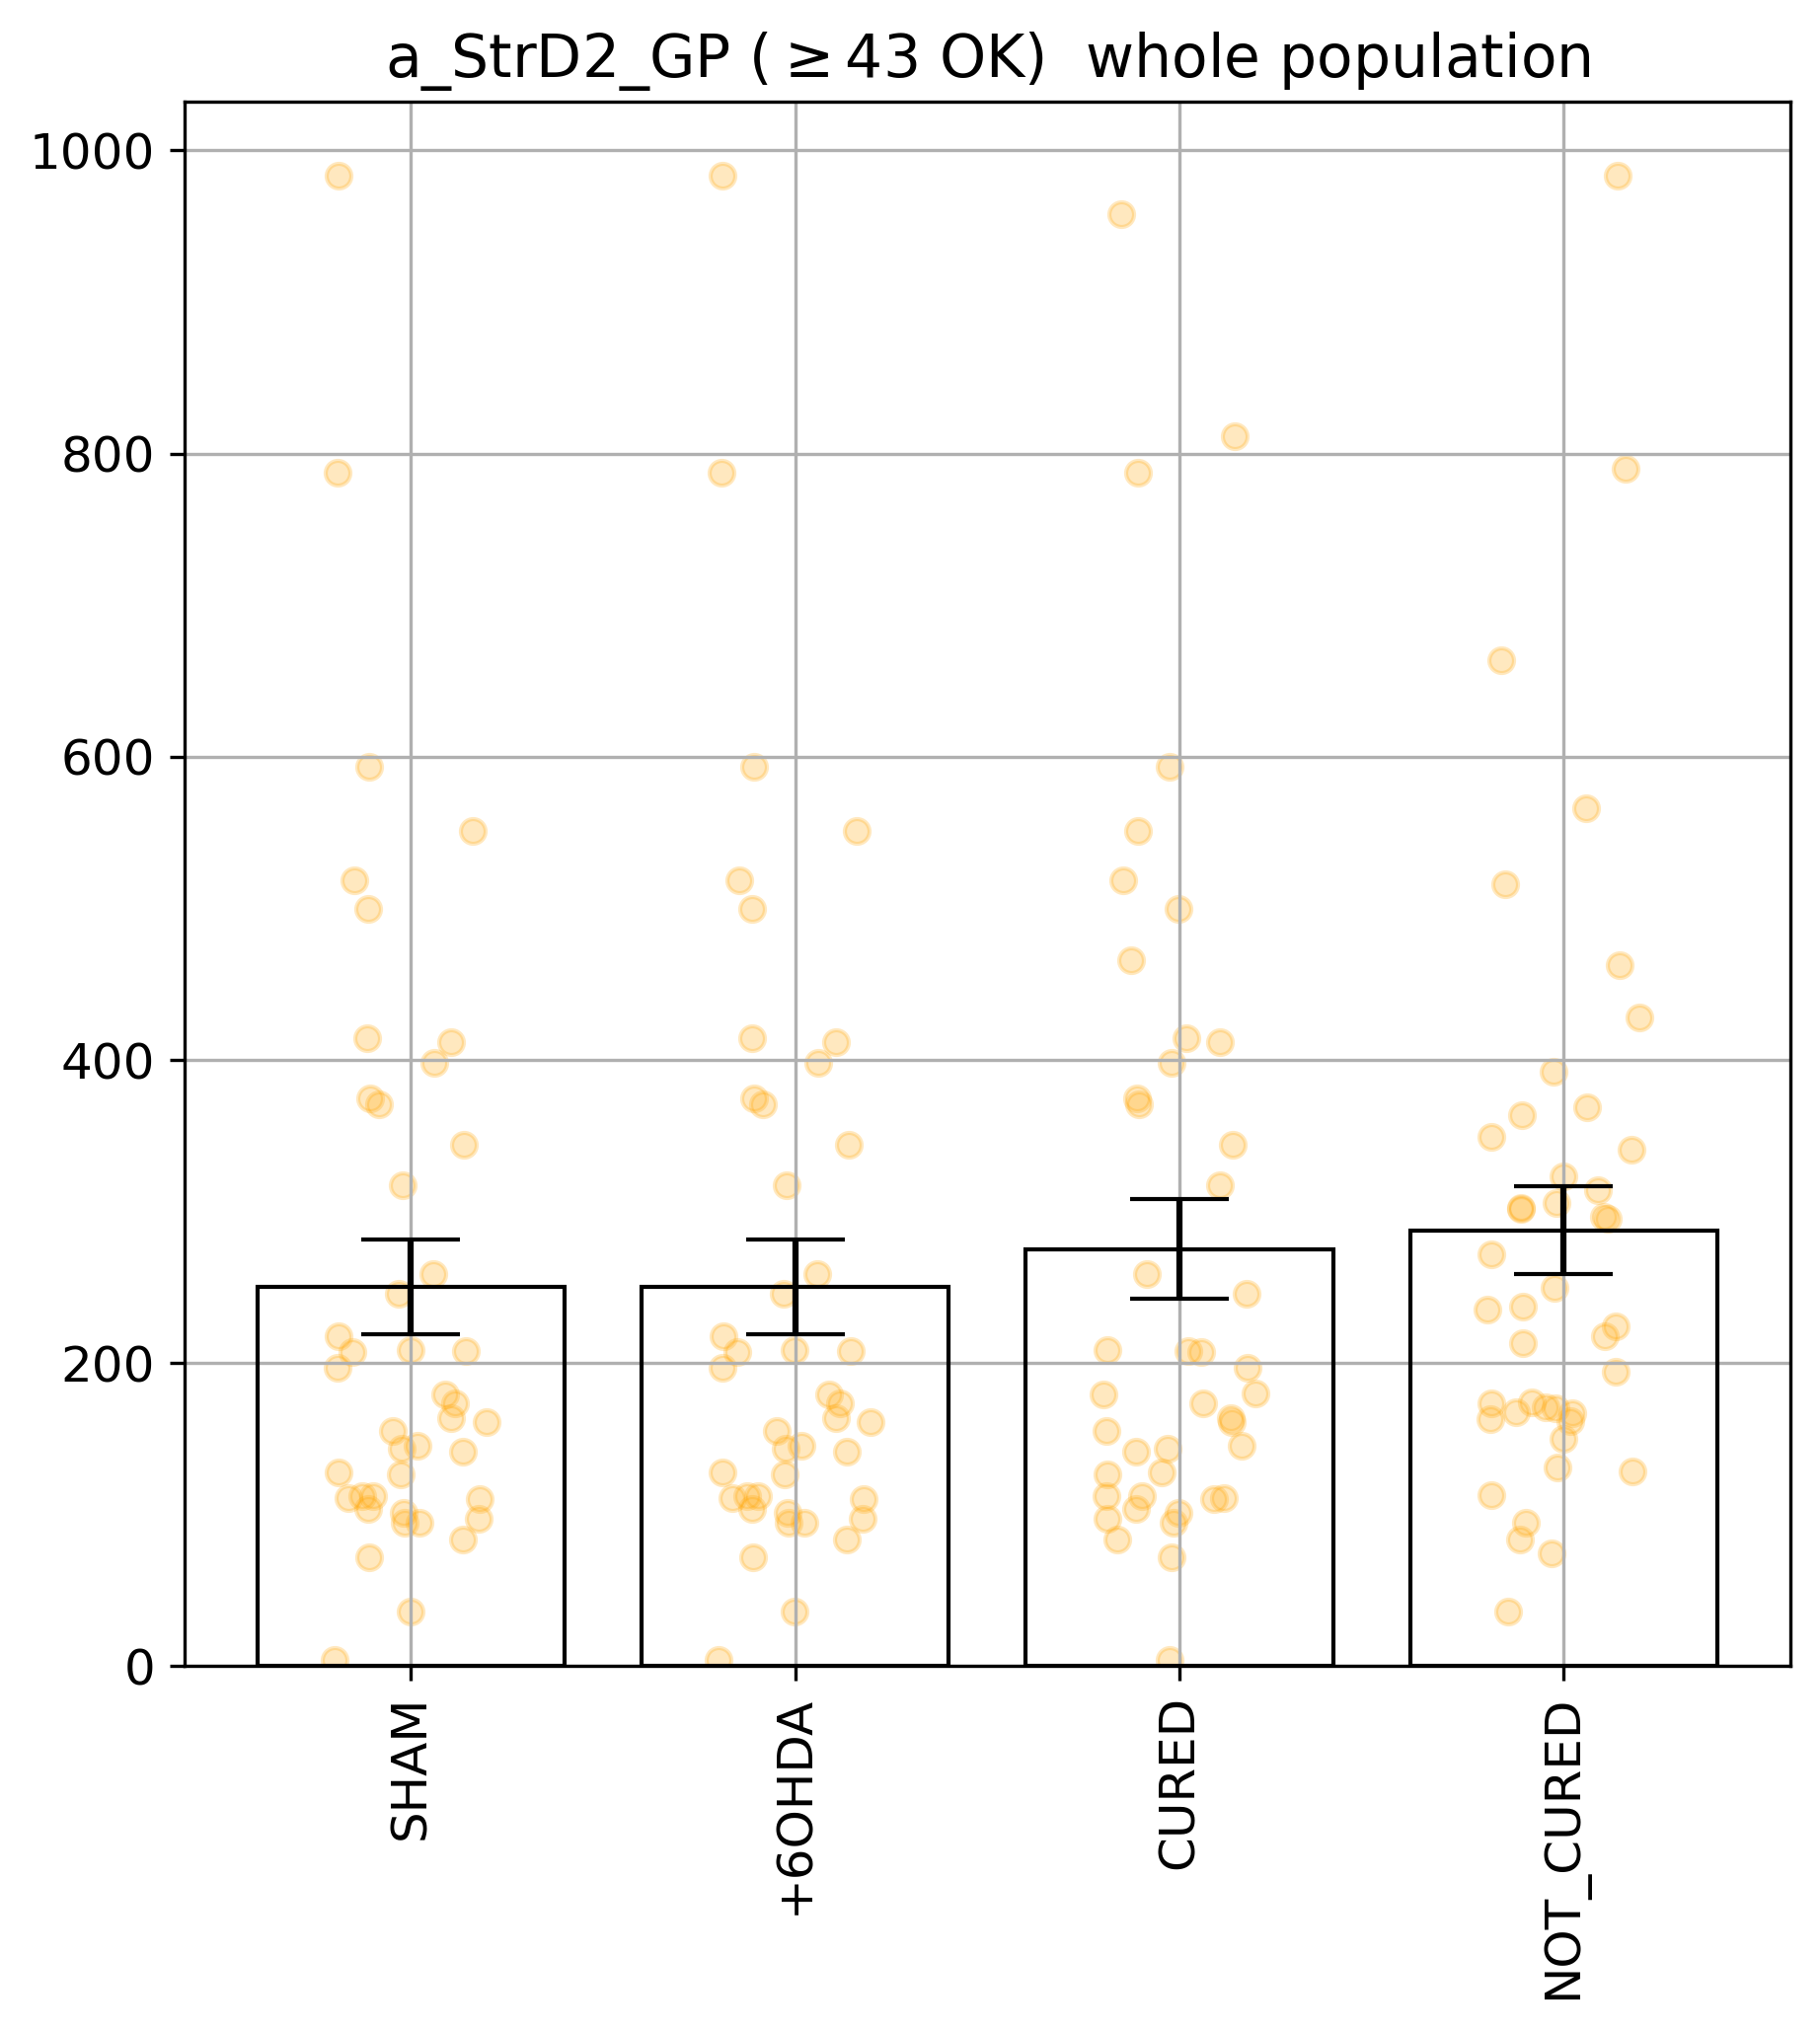 a_StrD2_GP ( ≥ 43 OK)  whole population
1000
800
600
400
200
0
SHAM
+6OHDA
CURED
NOT_CURED